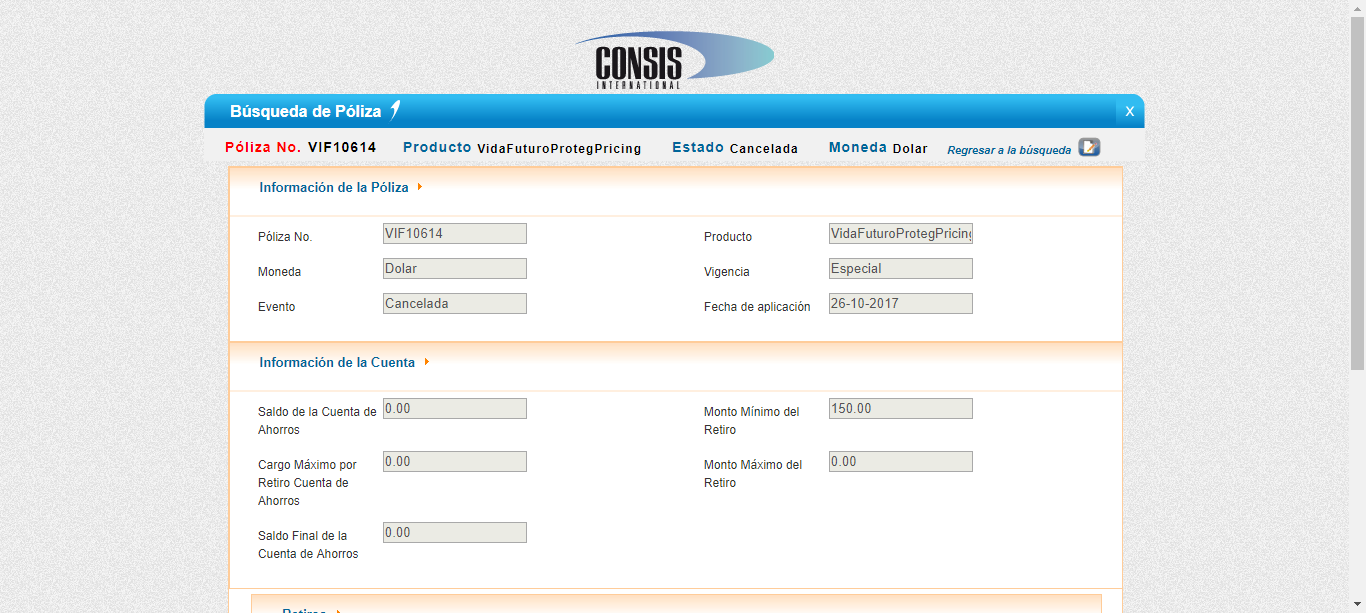 CONSIS
INTERNATIONAL
Búsqueda de Póliza
X
Póliza No. VIF10614 Producto VidaFuturoProtegPricing Estado Cancelada Moneda Dolar Regresar a la búsqueda
Información de la Póliza
Póliza No. VIF10614 Producto VidaFuturoProtegPricing
Moneda Dolar Vigencia Especial
Evento Cancelada Fecha de aplicación 26-10-2017
Información de la Cuenta
Saldo de la Cuenta de Ahorros 0.00 Monto Mínimo del Retiro 150.00
Cargo Máximo por Retiro Cuenta de Ahorros 0.00 Monto Máximo del Retiro 0.00
Saldo Final de la Cuenta de Ahorros 0.00
Retiros